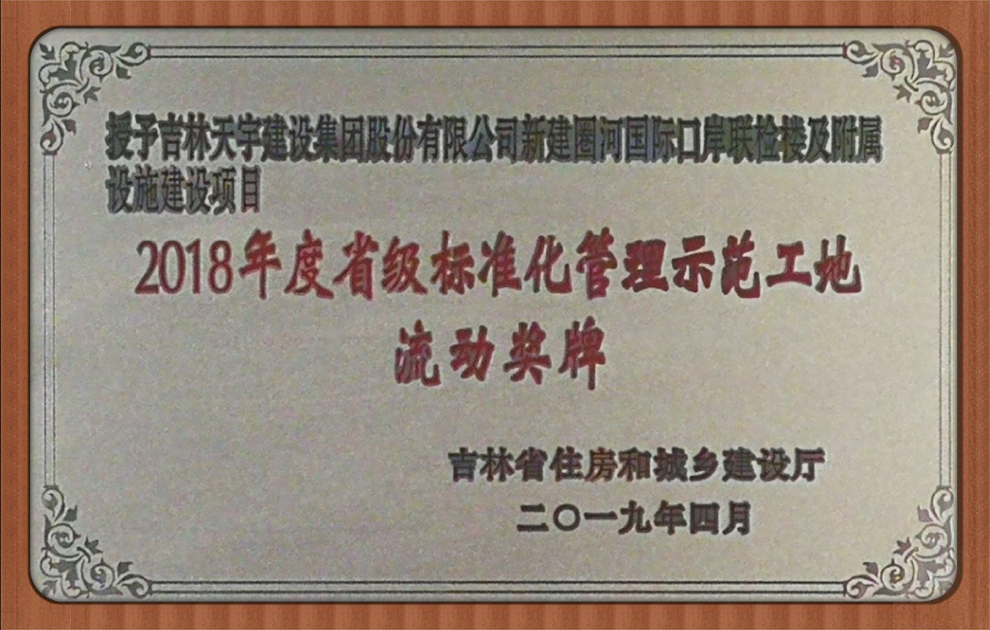 授予吉林天宇建设集团股份有限公司新建圈河国际口岸联检楼及附属
设施建设项目
2018年度省级标准化管理示范工地
流动奖牌
吉林省住房和城乡建设厅
二〇一九年四月